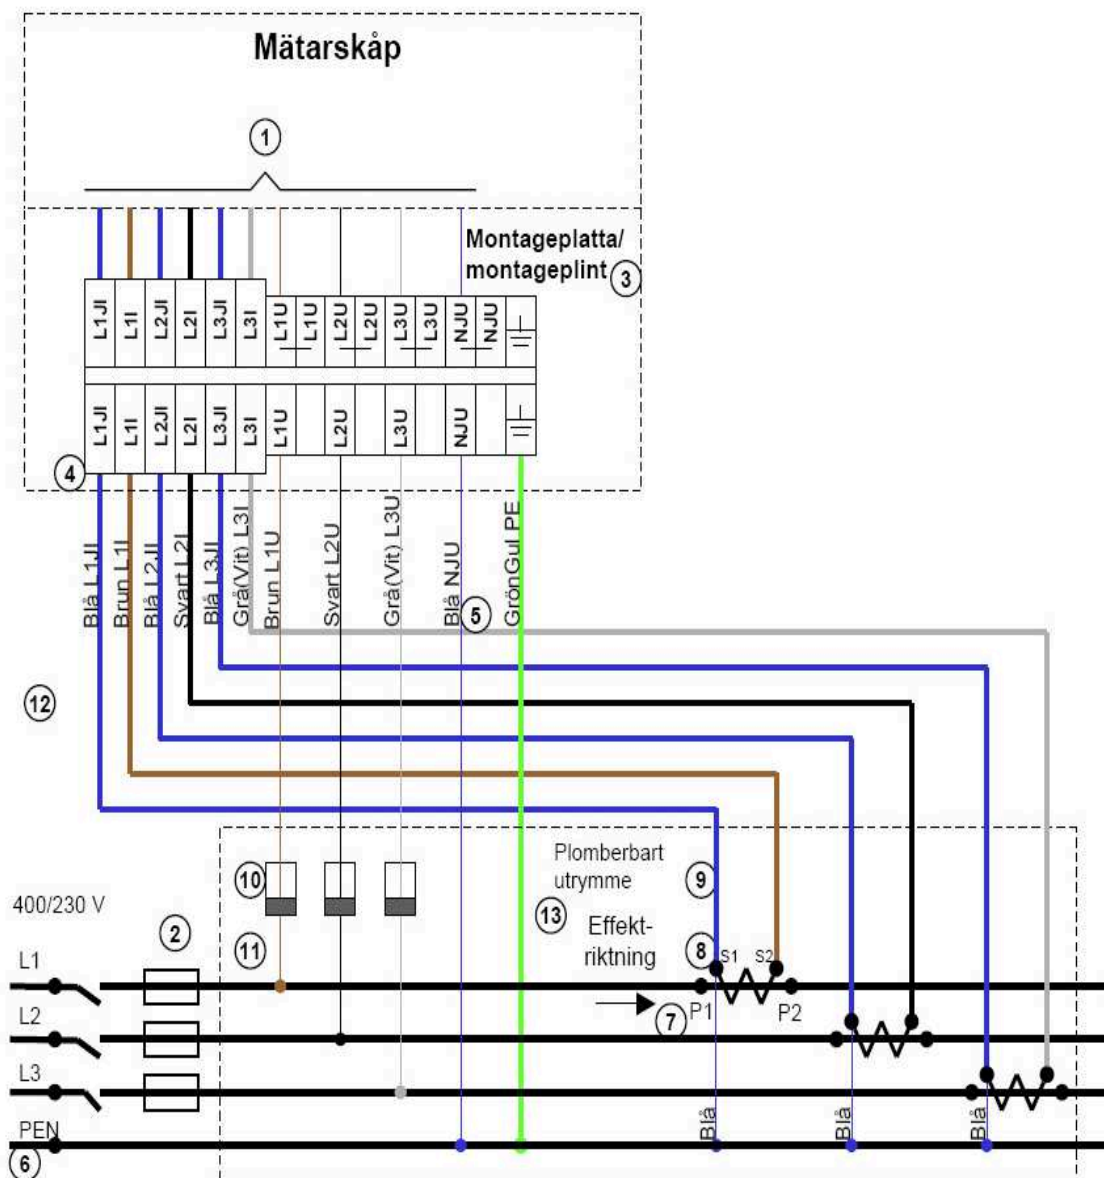 Mätarskåp
1
Montageplatta/
montageplint 3
L1JI L1I L2JI L2I L3JI L3I L1U L1U L2U L2U L3U L3U NJU NJU
L1JI L1I L2JI L2I L3JI L3I L1U L2U L3U NJU
4
Blå L1JI
Brun L1I
Blå L2JI
Svart L2I
Blå L3JI
Grå(Vit) L3I
Brun L1U
Svart L2U
Grå(Vit) L3U
Blå NJU
GrönGul PE
5
12
10
Plomberbart
utrymme
9
13
400/230 V
2
11
Effekt-
riktning
8
S1 S2
L1
P1 P2
7
L2
L3
PEN
Blå
Blå
Blå
6